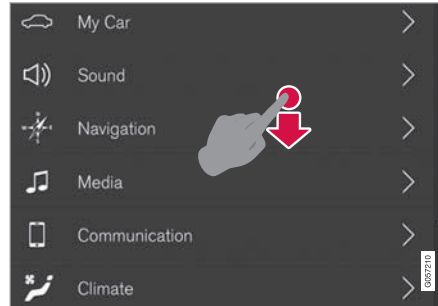 My Car
Sound
Navigation
Media
Communication
Climate
G057210